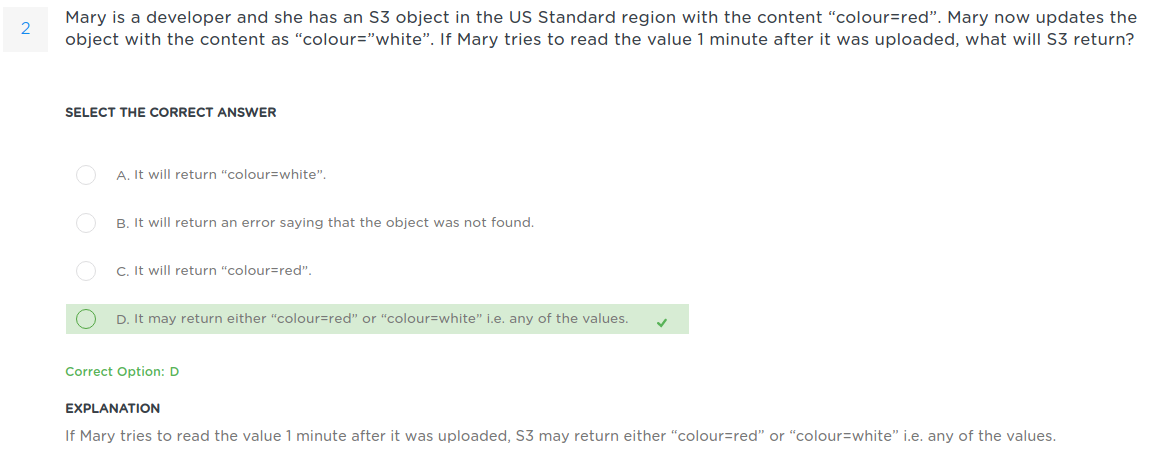 2
Mary is a developer and she has an S3 object in the US Standard region with the content “colour=red”. Mary now updates the
object with the content as “colour=”white”. If Mary tries to read the value 1 minute after it was uploaded, what will S3 return?
SELECT THE CORRECT ANSWER
A. It will return “colour=white”.
B. It will return an error saying that the object was not found.
C. It will return “colour=red”.
D. It may return either “colour=red” or “colour=white” i.e. any of the values.
Correct Option: D
EXPLANATION
If Mary tries to read the value 1 minute after it was uploaded, S3 may return either “colour=red” or “colour=white” i.e. any of the values.